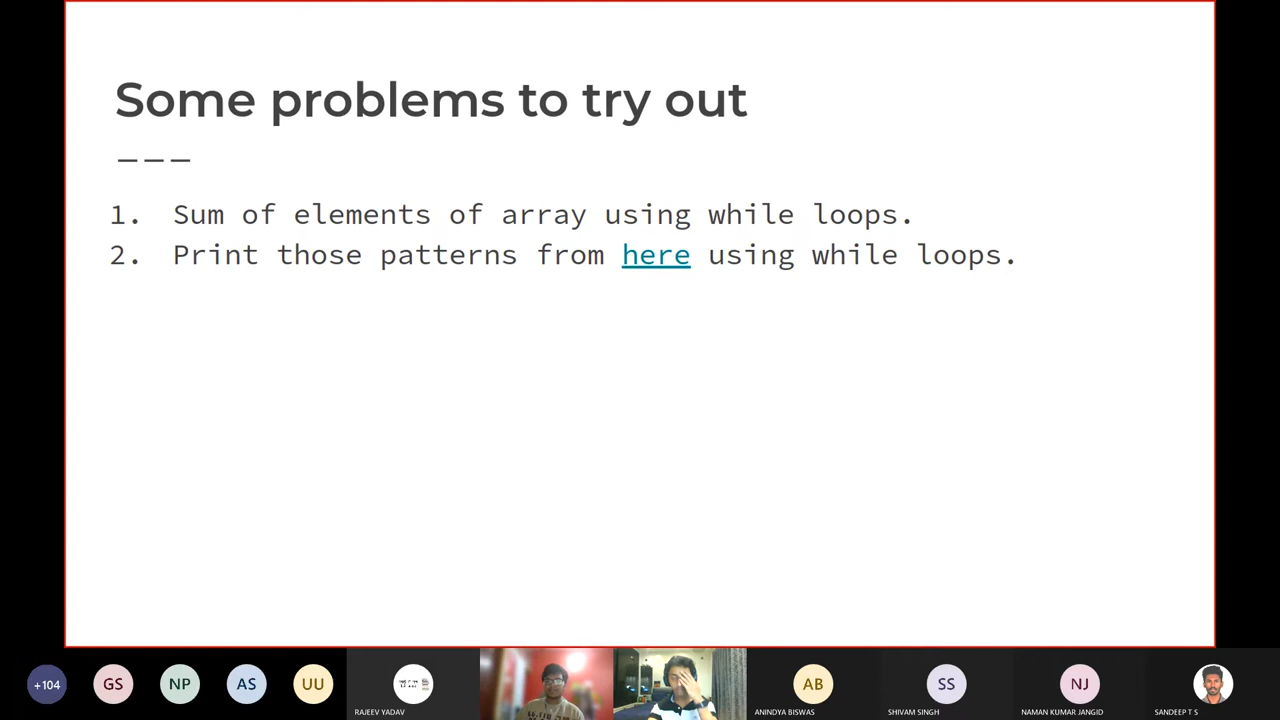 Some problems to try out
———
1. Sum of elements of array using while loops.
2. Print those patterns from here using while loops.
+104
GS
NP
AS
UU
RAJEEV YADAV
AB
ANINDYA BISWAS
SS
SHIVAM SINGH
NJ
NAMAN KUMAR JANGID
SANDEEP T S